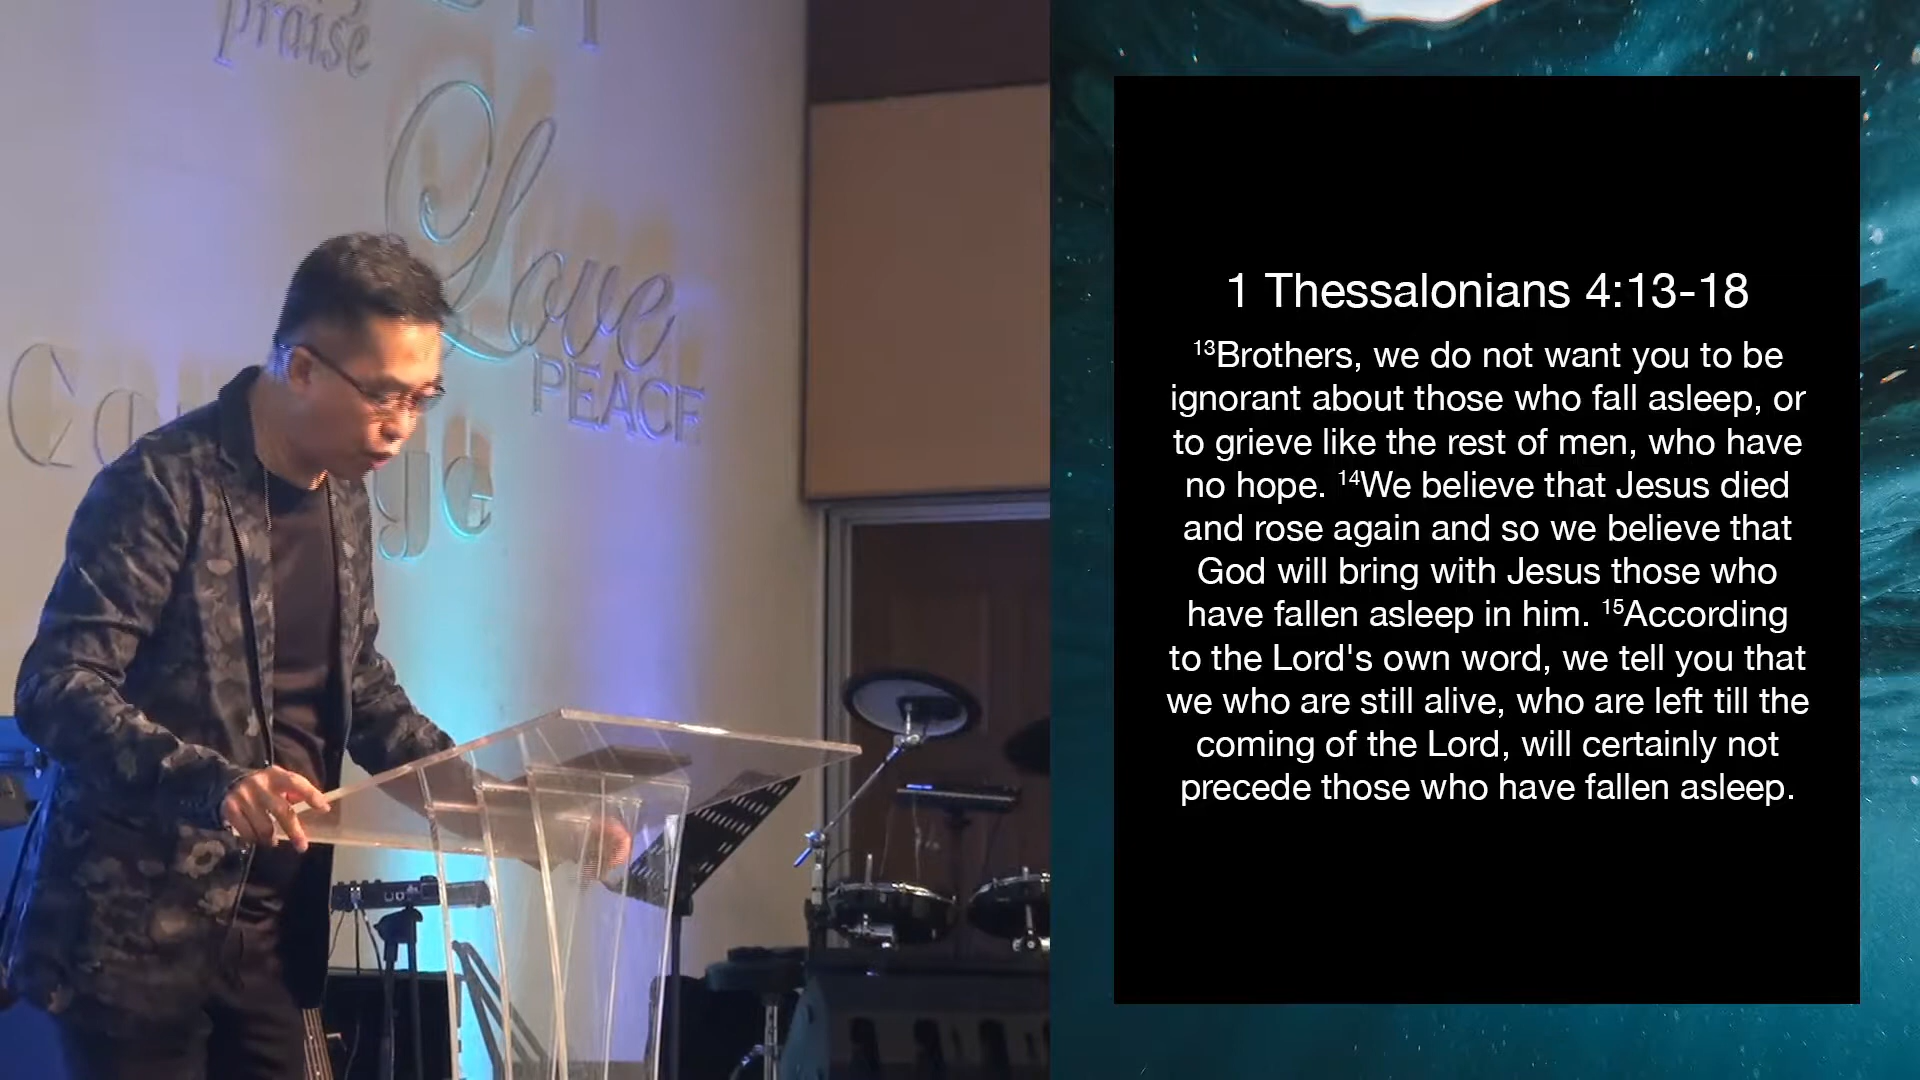 praise
Love
PEACE
1 Thessalonians 4:13-18
¹³Brothers, we do not want you to be
ignorant about those who fall asleep, or
to grieve like the rest of men, who have
no hope. ¹⁴We believe that Jesus died
and rose again and so we believe that
God will bring with Jesus those who
have fallen asleep in him. ¹⁵According
to the Lord's own word, we tell you that
we who are still alive, who are left till the
coming of the Lord, will certainly not
precede those who have fallen asleep.